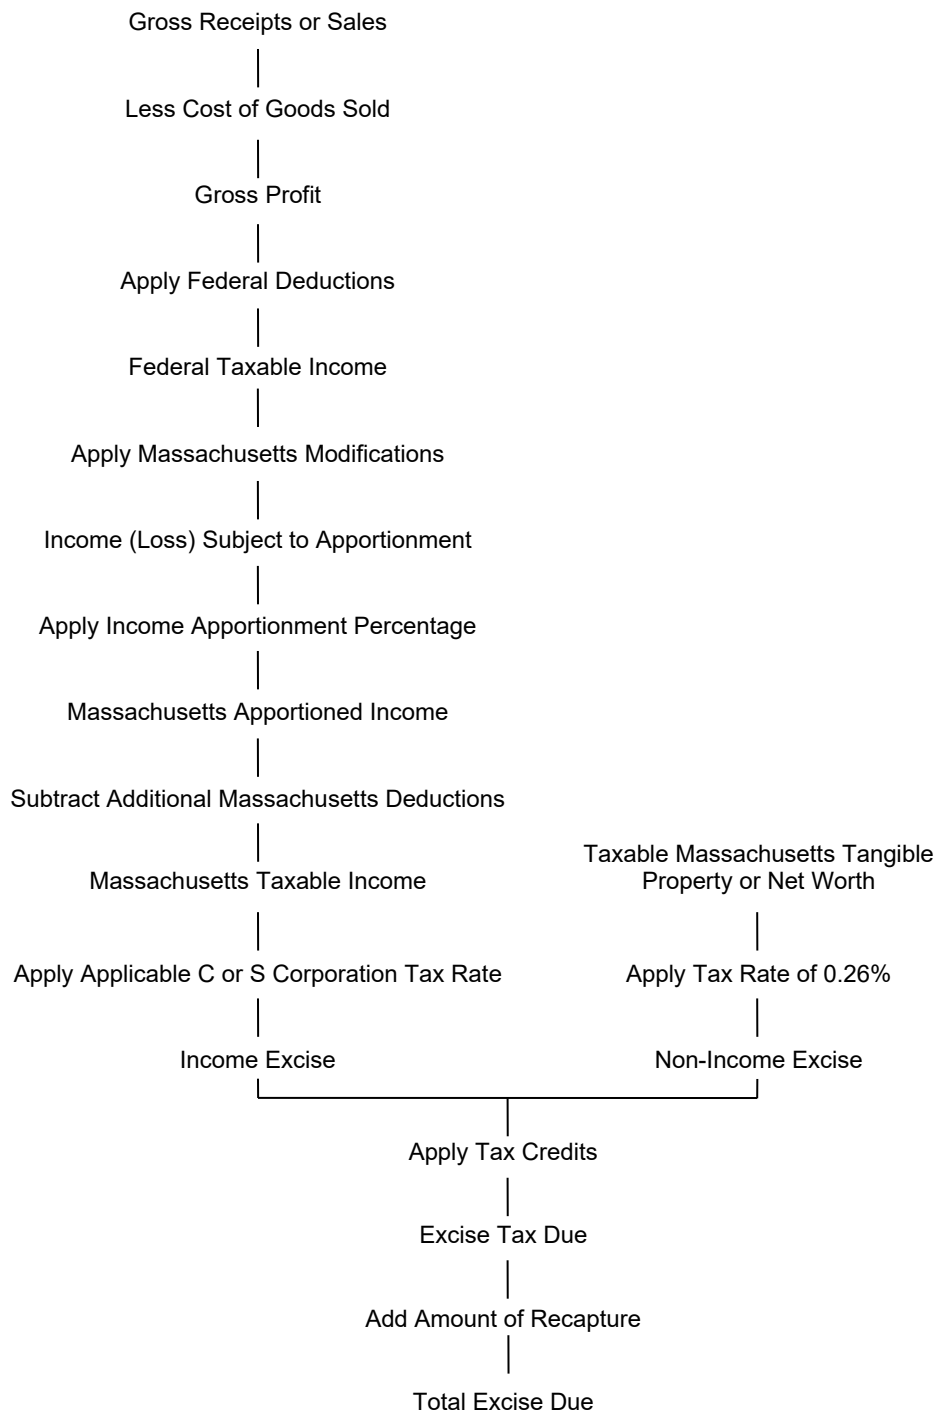 Gross Receipts or Sales
Less Cost of Goods Sold
Gross Profit
Apply Federal Deductions
Federal Taxable Income
Apply Massachusetts Modifications
Income (Loss) Subject to Apportionment
Apply Income Apportionment Percentage
Massachusetts Apportioned Income
Subtract Additional Massachusetts Deductions
Massachusetts Taxable Income
Apply Applicable C or S Corporation Tax Rate
Income Excise
Taxable Massachusetts Tangible
Property or Net Worth
Apply Tax Rate of 0.26%
Non-Income Excise
Apply Tax Credits
Excise Tax Due
Add Amount of Recapture
Total Excise Due